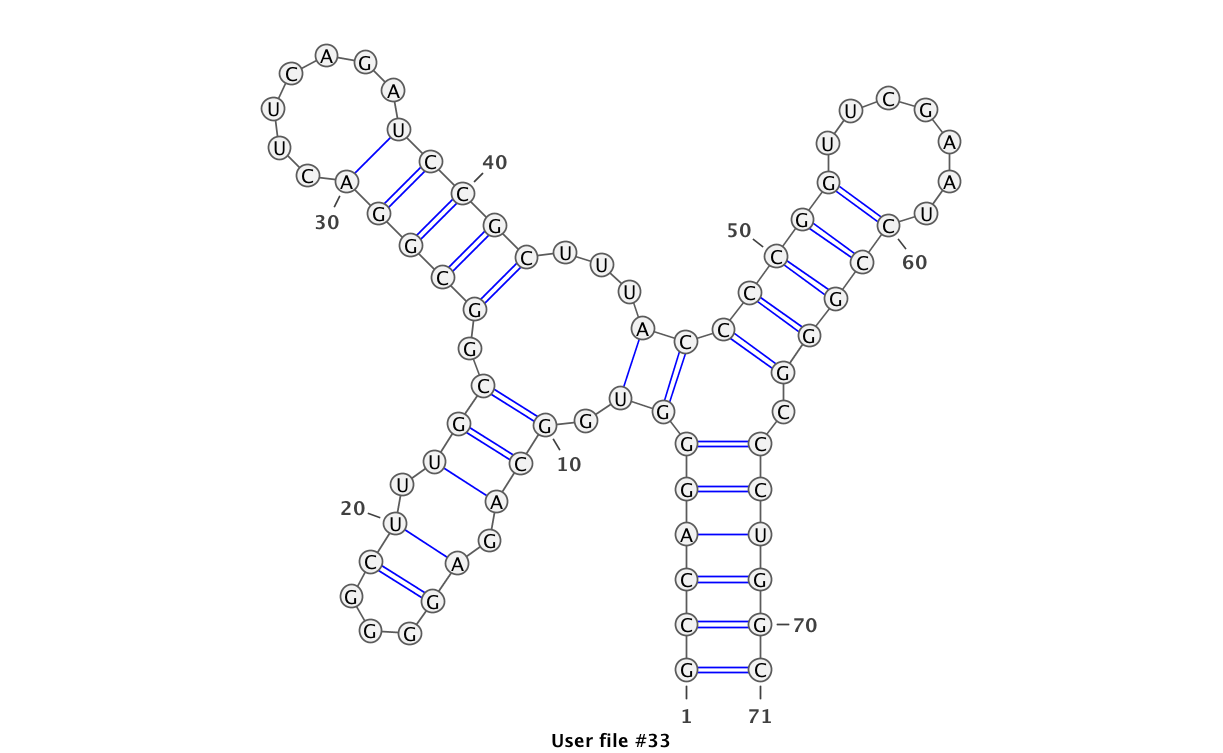 G C C A G G G U G G
10
C A G A G G G G C U
20
U U G C G G C G G A
30
C U U C A G A U C C
40
G C U U U A C C C C
50
G G U U C G A A U C
60
C G G G C C C U G G
70
C
1
71
User file #33